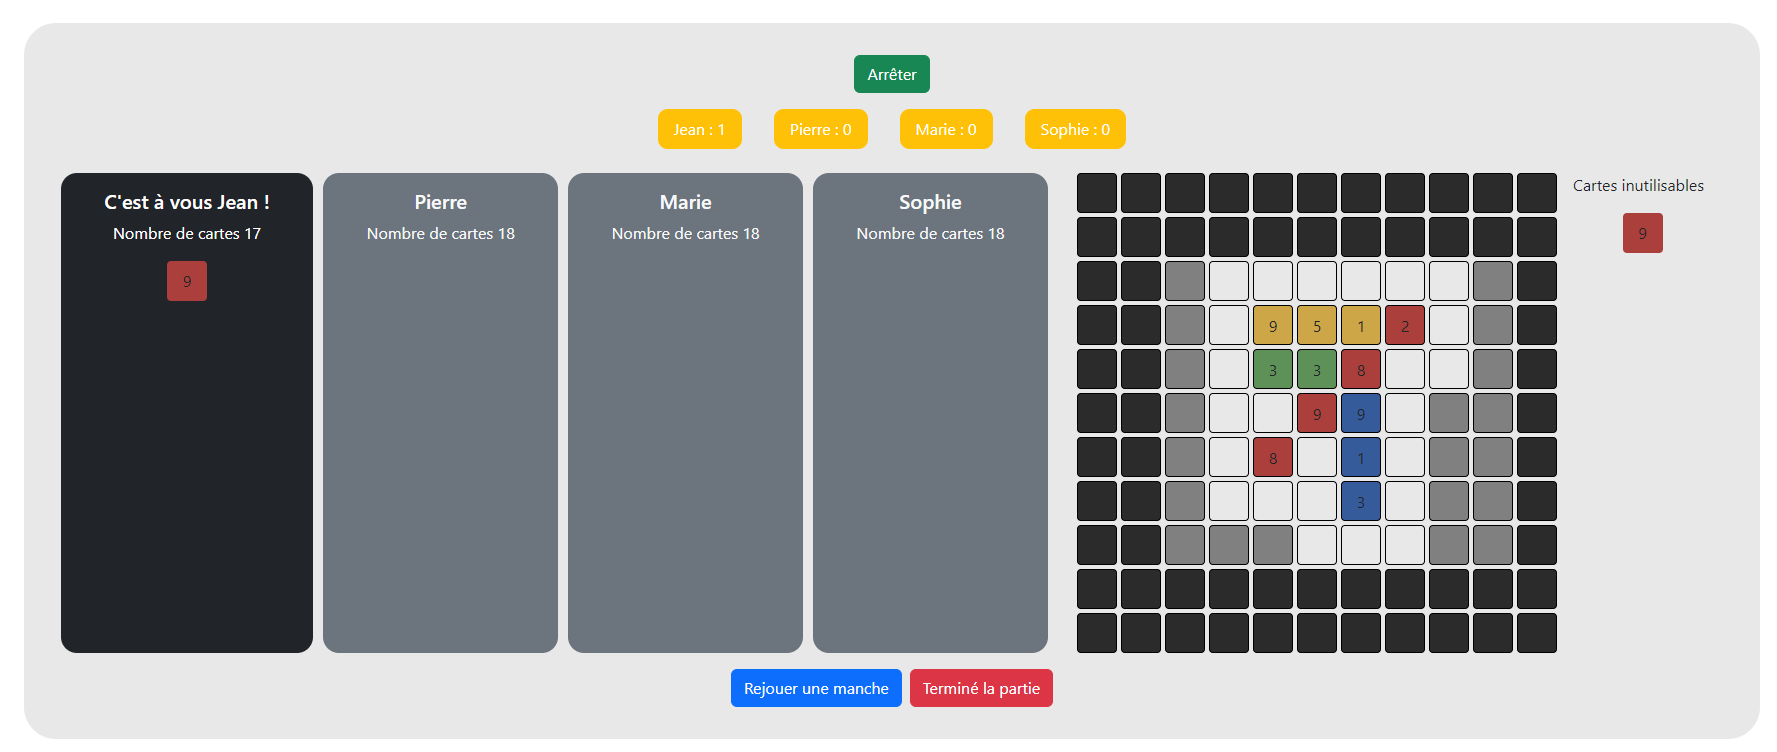 Arrêter
Jean : 1 Pierre : 0 Marie : 0 Sophie : 0
C'est à vous Jean !
Nombre de cartes 17
9
Pierre
Nombre de cartes 18
Marie
Nombre de cartes 18
Sophie
Nombre de cartes 18
9 5 1 2
3 3 8
9 9
8 1
3
Cartes inutilisables
9
Rejouer une manche Terminé la partie